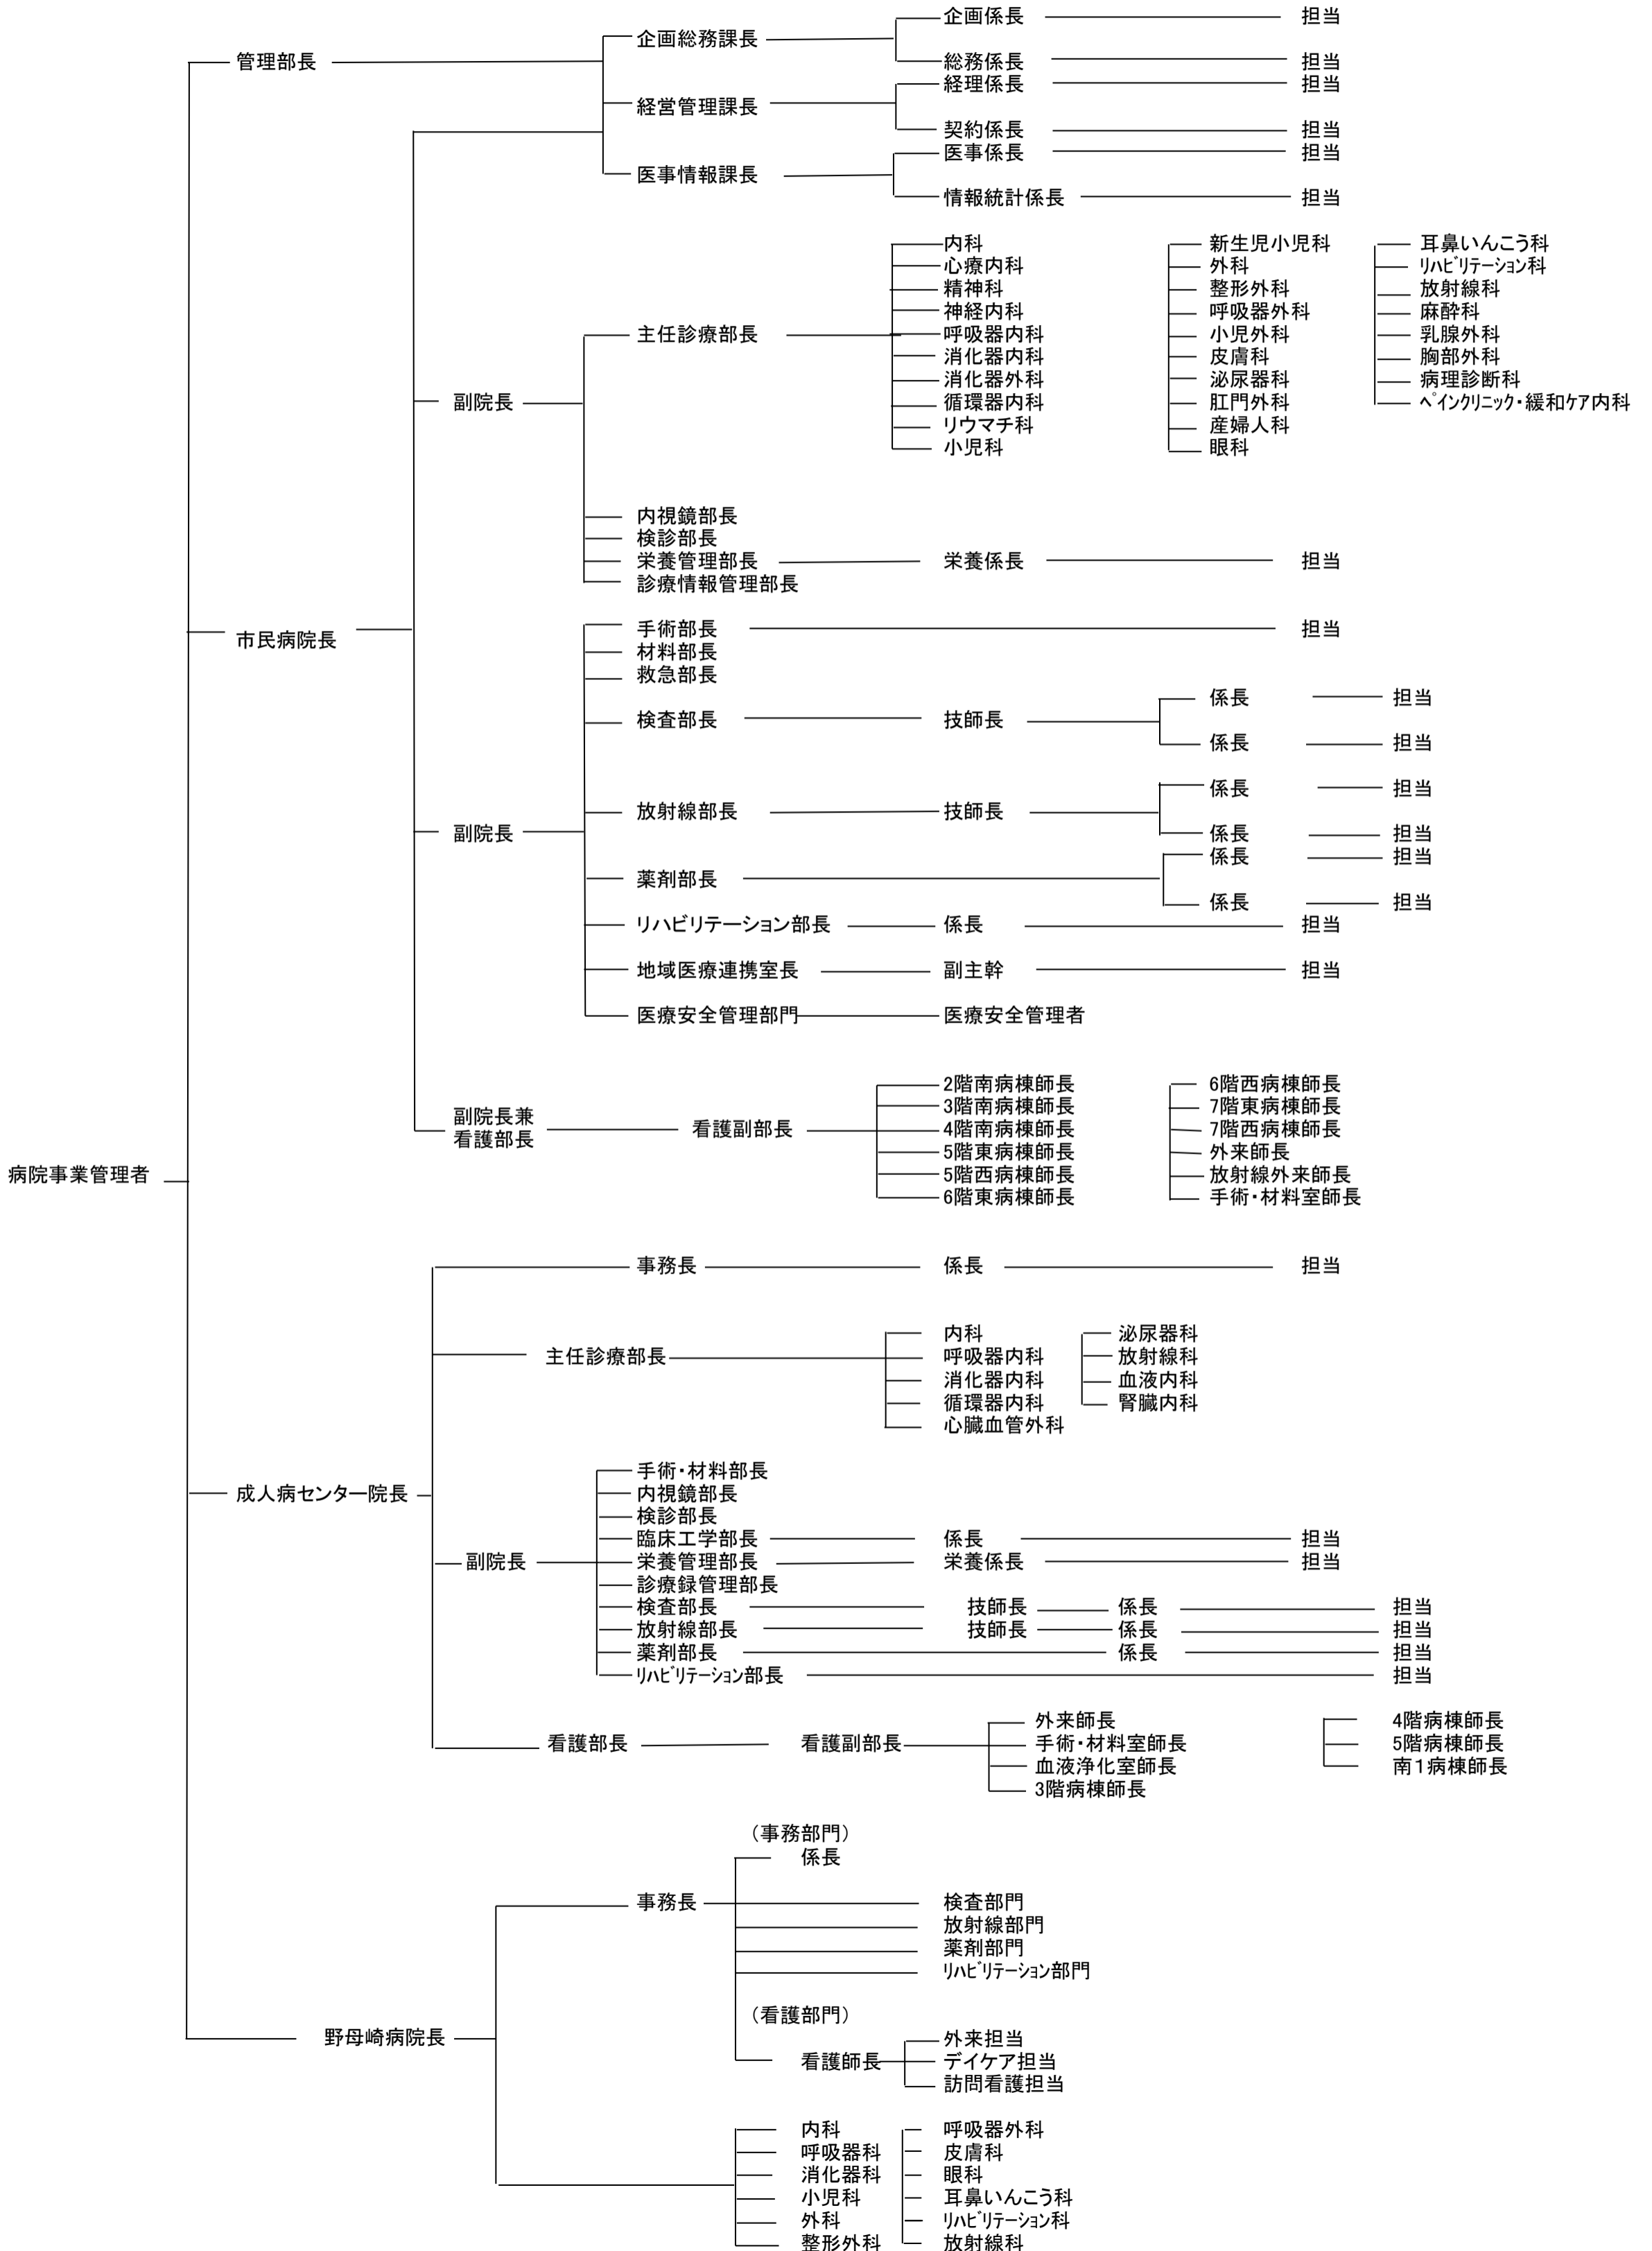 企画係長 担当
企画総務課長
管理部長 総務係長 担当
経理係長 担当
経営管理課長
契約係長 担当
医事係長 担当
医事情報課長
情報統計係長 担当
内科 新生児小児科 耳鼻いんこう科
心療内科 外科 ﾘﾊﾋﾞﾘﾃｰｼｮﾝ科
精神科 整形外科 放射線科
神経内科 呼吸器外科 麻酔科
主任診療部長 呼吸器内科 小児外科 乳腺外科
消化器内科 皮膚科 胸部外科
消化器外科 泌尿器科 病理診断科
副院長 循環器内科 肛門外科 ﾍﾟｲﾝｸﾘﾆｯｸ・緩和ｹｱ内科
リウマチ科 産婦人科
小児科 眼科
内視鏡部長
検診部長
栄養管理部長 栄養係長 担当
診療情報管理部長
手術部長 担当
市民病院長
材料部長
救急部長
係長 担当
検査部長 技師長
係長 担当
係長 担当
放射線部長 技師長
副院長 係長 担当
係長 担当
薬剤部長
係長 担当
リハビリテーション部長 係長 担当
地域医療連携室長 副主幹 担当
医療安全管理部門 医療安全管理者
2階南病棟師長 6階西病棟師長
副院長兼 3階南病棟師長 7階東病棟師長
看護部長 看護副部長 4階南病棟師長 7階西病棟師長
5階東病棟師長 外来師長
病院事業管理者 5階西病棟師長 放射線外来師長
6階東病棟師長 手術・材料室師長
事務長 係長 担当
内科 泌尿器科
主任診療部長 呼吸器内科 放射線科
消化器内科 血液内科
循環器内科 腎臓内科
心臓血管外科
手術・材料部長
成人病センター院長 内視鏡部長
検診部長
臨床工学部長 係長 担当
副院長 栄養管理部長 栄養係長 担当
診療録管理部長
検査部長 技師長 係長 担当
放射線部長 技師長 係長 担当
薬剤部長 係長 担当
ﾘﾊﾋﾞﾘﾃｰｼｮﾝ部長 担当
外来師長 4階病棟師長
看護部長 看護副部長 手術・材料室師長 5階病棟師長
血液浄化室師長 南１病棟師長
3階病棟師長
（事務部門）
係長
事務長 検査部門
放射線部門
薬剤部門
ﾘﾊﾋﾞﾘﾃｰｼｮﾝ部門
（看護部門）
野母崎病院長 外来担当
看護師長 デイケア担当
訪問看護担当
内科 呼吸器外科
呼吸器科 皮膚科
消化器科 眼科
小児科 耳鼻いんこう科
外科 ﾘﾊﾋﾞﾘﾃｰｼｮﾝ科
整形外科 放射線科